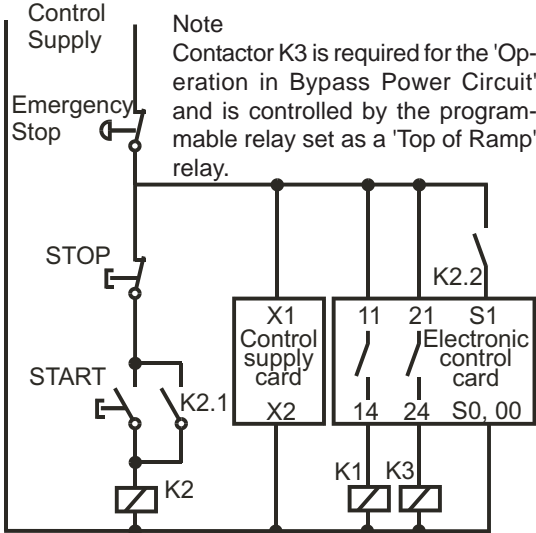 Control
Supply
Note
Contactor K3 is required for the 'Op-
eration in Bypass Power Circuit'
and is controlled by the program-
mable relay set as a 'Top of Ramp'
relay.
Emergency
Stop
STOP
K2.2
X1
11
21
S1
Control
supply
card
Electronic
control
card
START
K2.1
X2
14
24
S0, 00
K2
K1
K3